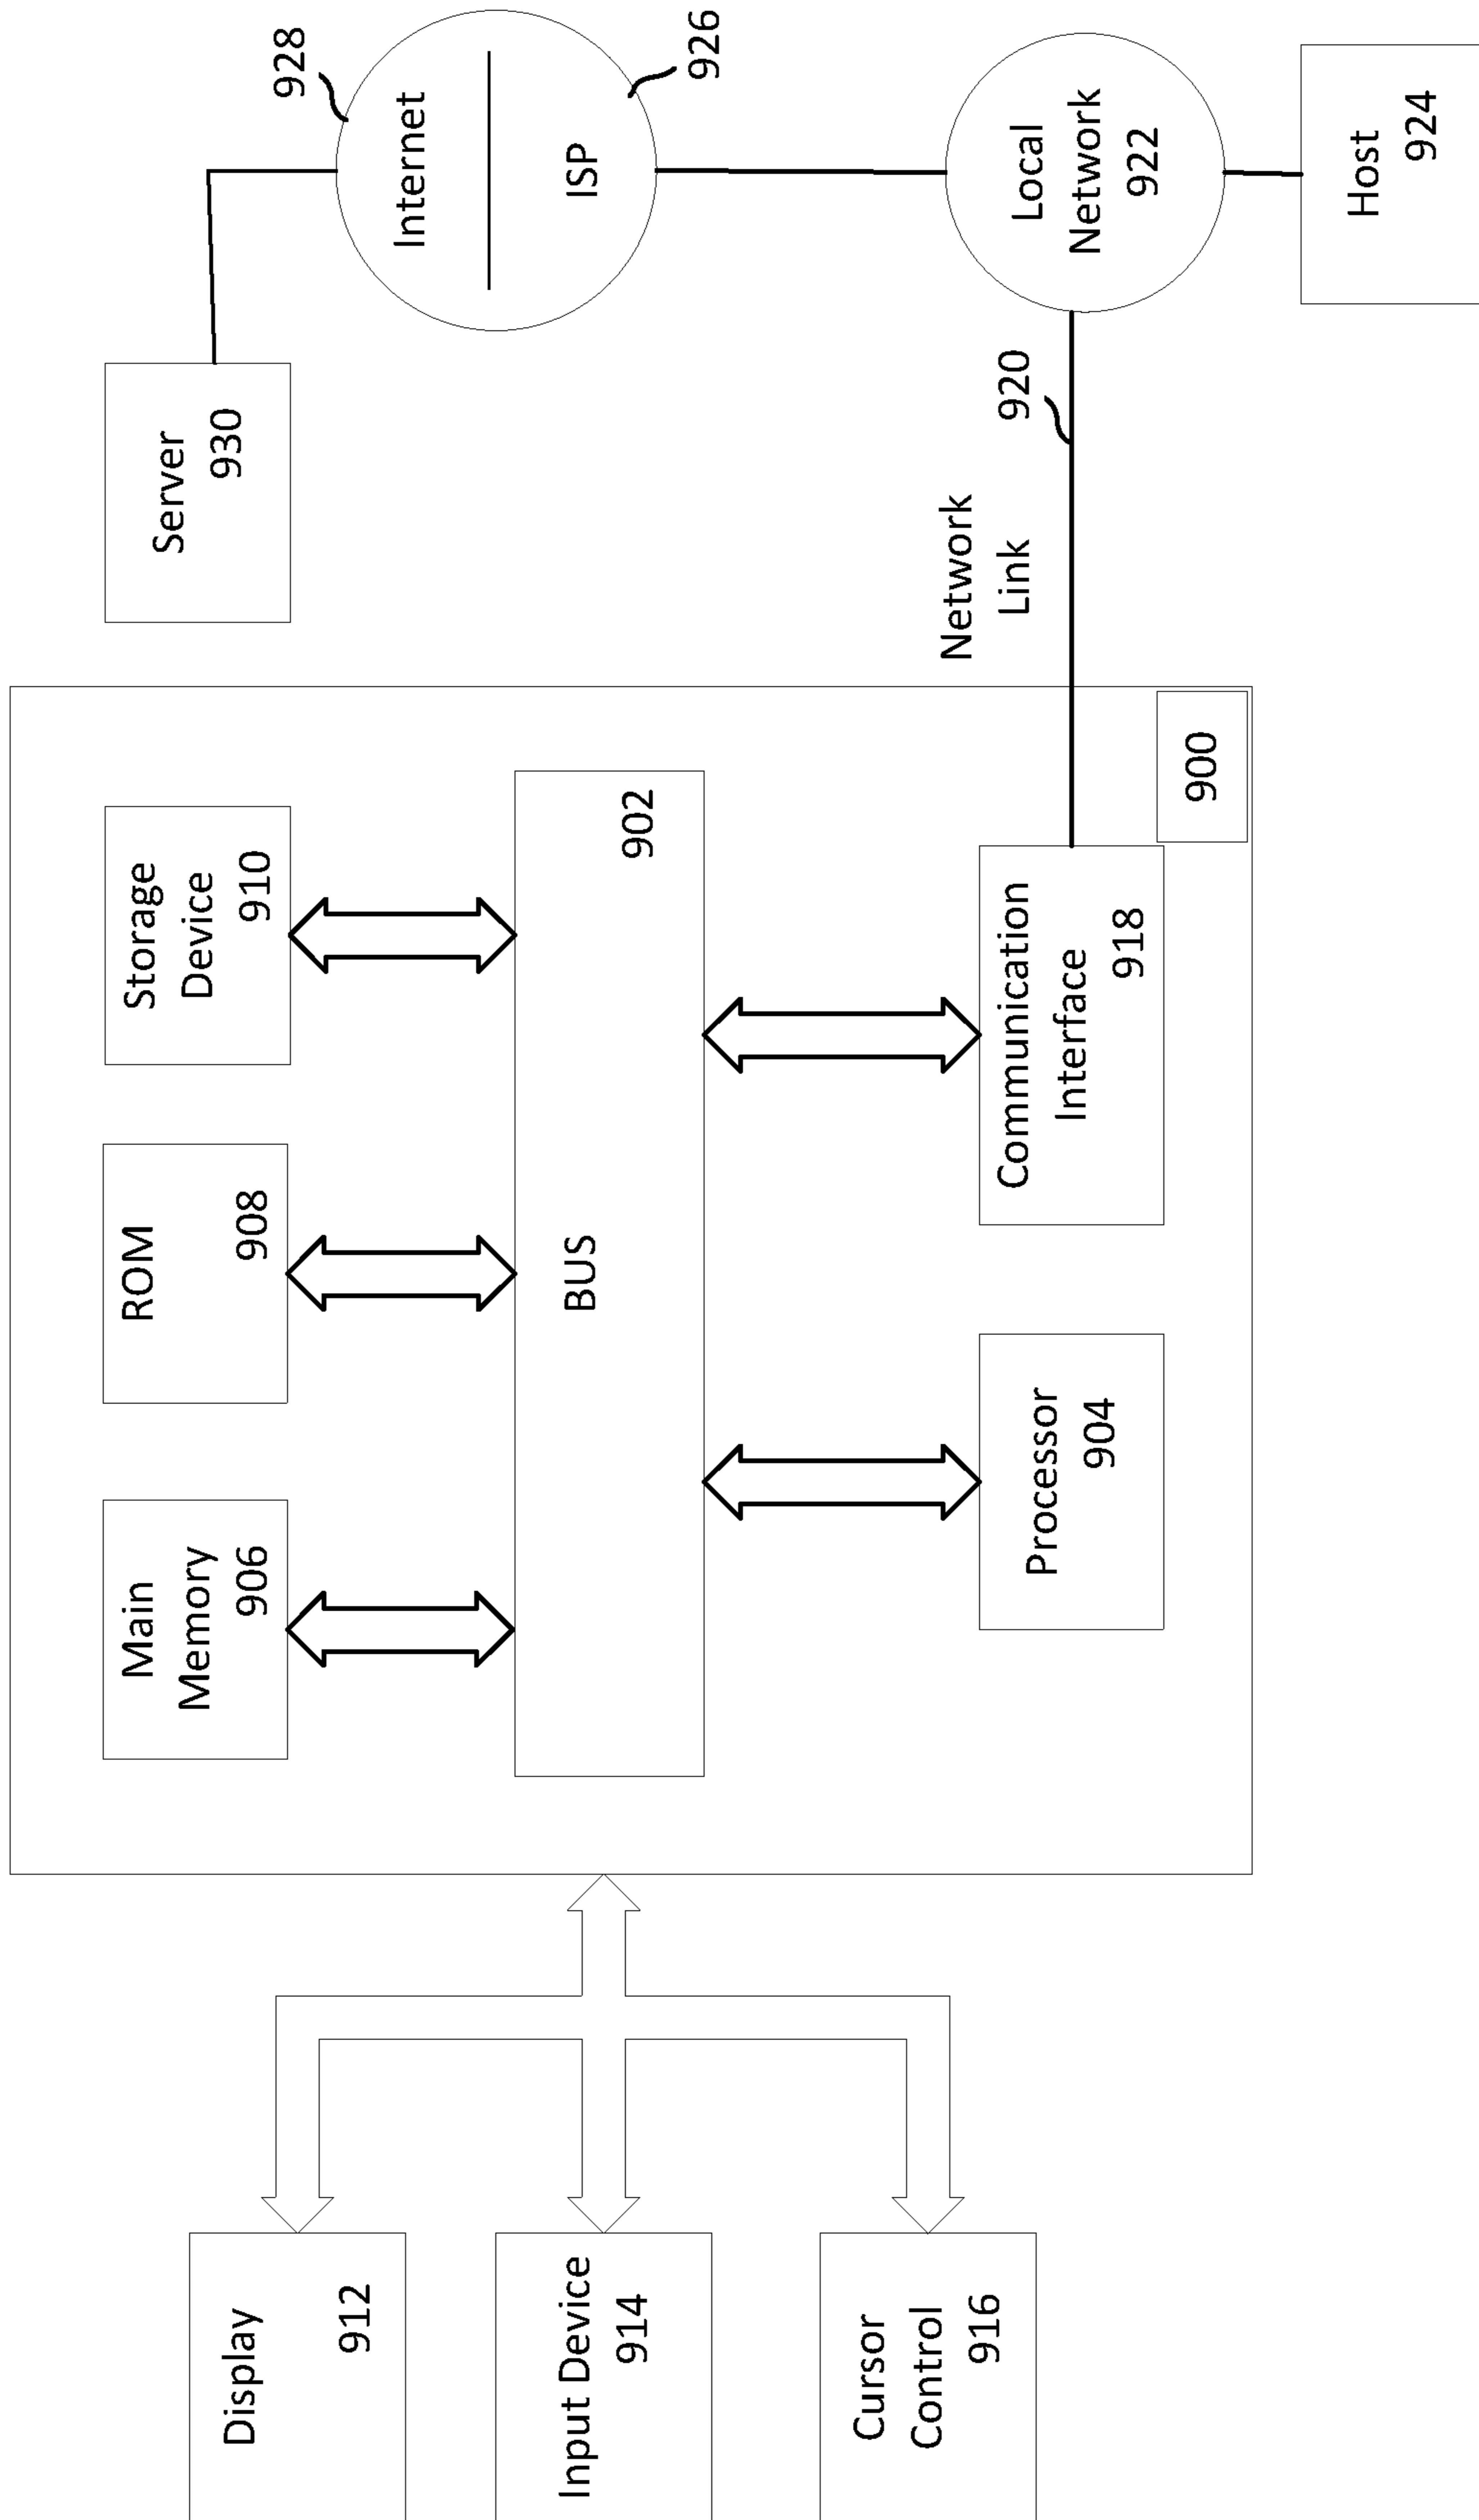 Display
912
Input Device
914
Cursor
Control
916
Main
Memory
906
ROM
908
Storage
Device
910
BUS
902
Processor
904
Communication
Interface
918
900
Server
930
Network
Link
920
928
Internet
ISP
926
Local
Network
922
Host
924